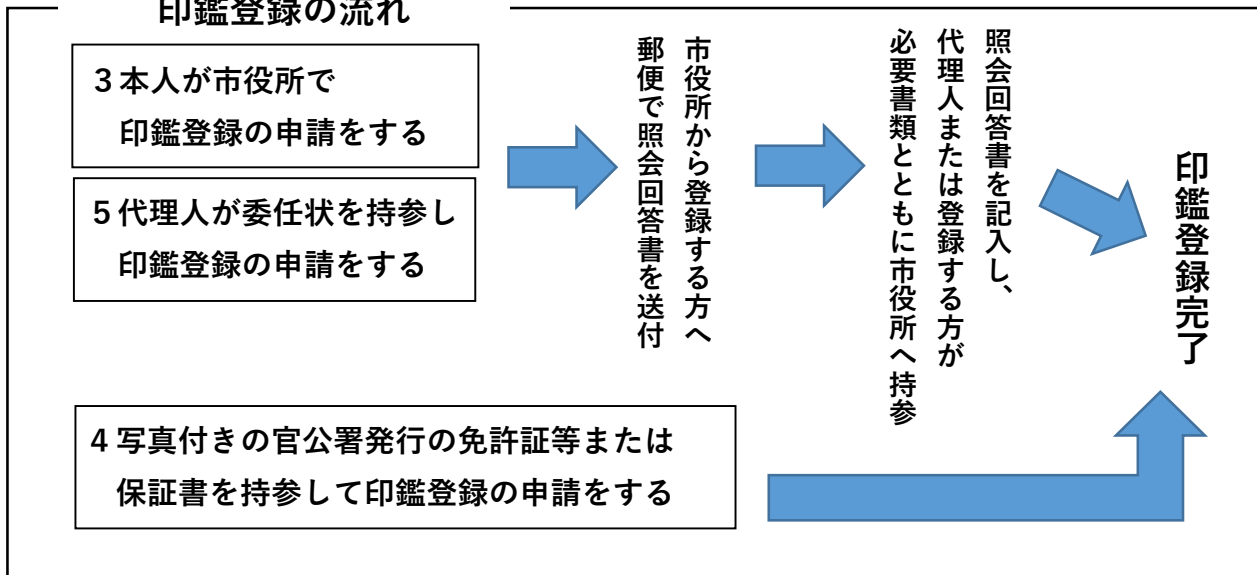 印鑑登録の流れ
3 本人が市役所で
印鑑登録の申請をする
5 代理人が委任状を持参し
印鑑登録の申請をする
市役所から登録する方へ
郵便で照会回答書を送付
照会回答書を記入し、
代理人または登録する方が
必要書類とともに市役所へ持参
印鑑登録完了
4 写真付きの官公署発行の免許証等または
保証書を持参して印鑑登録の申請をする